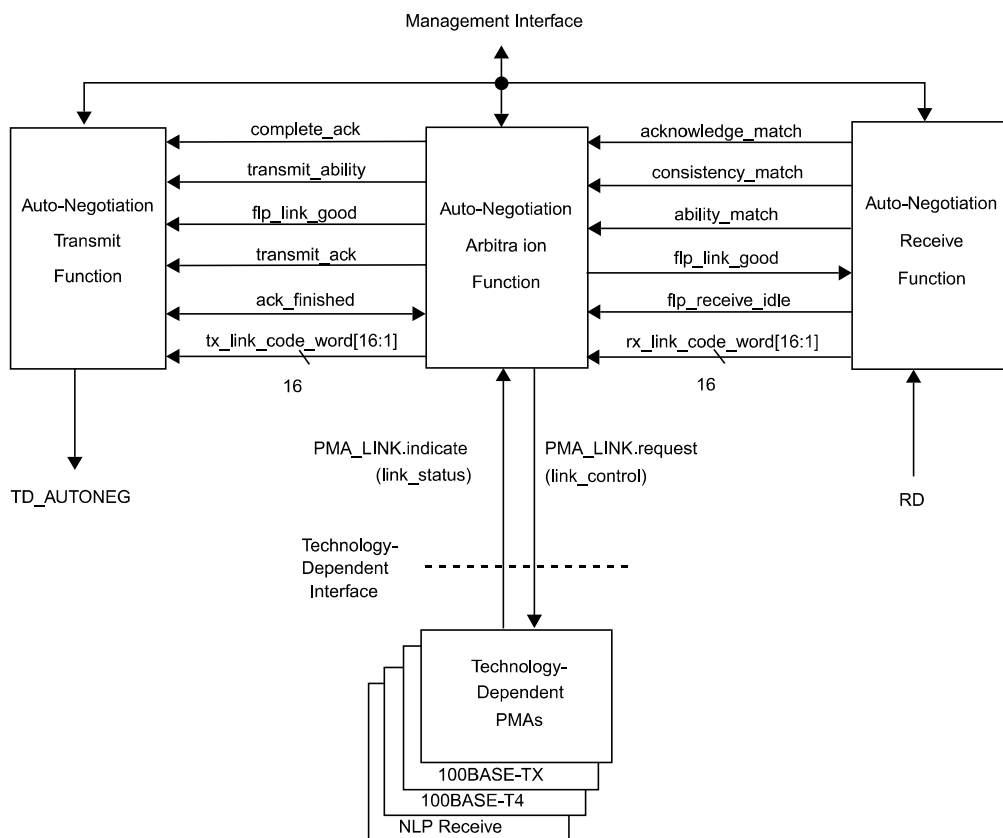 Management Interface
complete_ack
transmit_ability
flp_link_good
transmit_ack
ack_finished
tx_link_code_word[16:1]
16
Auto-Negotiation
Transmit
Function
Auto-Negotiation
Arbitra ion
Function
acknowledge_match
consistency_match
ability_match
flp_link_good
flp_receive_idle
rx_link_code_word[16:1]
16
Auto-Negotiation
Receive
Function
TD_AUTONEG
PMA_LINK.indicate
(link_status)
PMA_LINK.request
(link_control)
RD
Technology-
Dependent
Interface
Technology-
Dependent
PMAs
100BASE-TX
100BASE-T4
NLP Receive